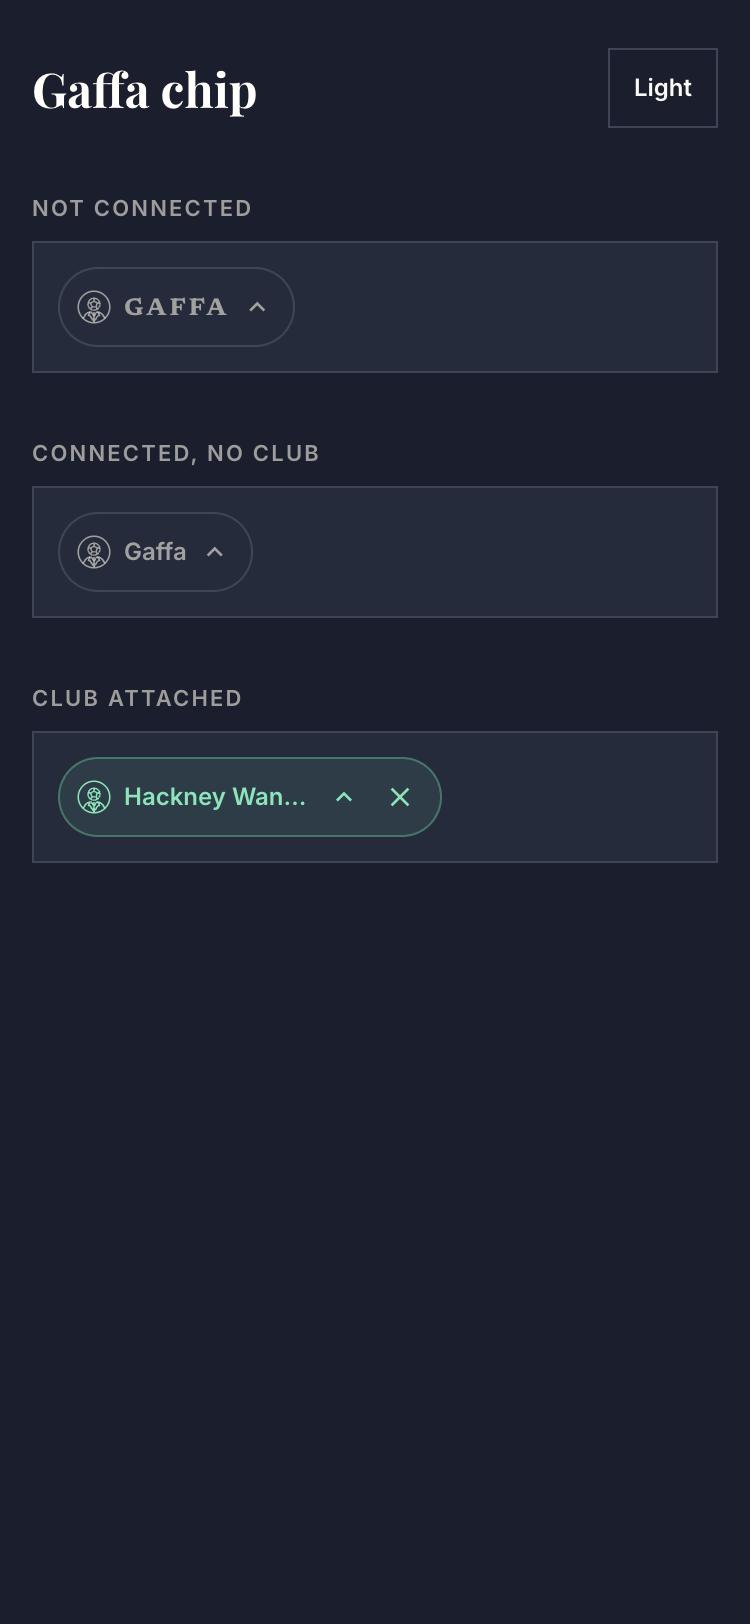 Gaffa chip
Light
NOT CONNECTED
GAFFA
CONNECTED, NO CLUB
Gaffa
CLUB ATTACHED
Hackney Wan...